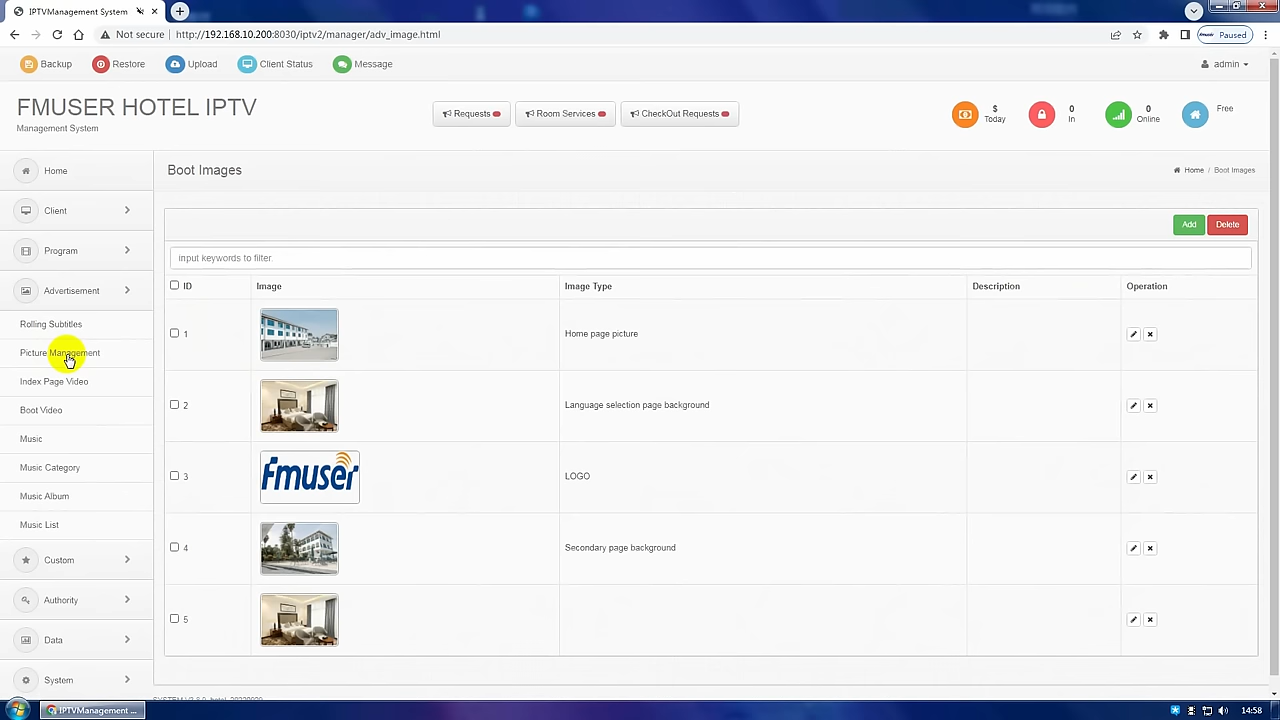 IPTVManagement System
Not secure http://192.168.10.200:8030/iptv2/manager/adv_image.html
Paused
Backup Restore Upload Client Status Message
admin
FMUSER HOTEL IPTV
Management System
Requests Room Services CheckOut Requests
$ Today
0 In
0 Online
Free
Home
Client
Program
Advertisement
Rolling Subtitles
Picture Management
Index Page Video
Boot Video
Music
Music Category
Music Album
Music List
Custom
Authority
Data
System
Boot Images
Home / Boot Images
Add Delete
input keywords to filter
ID Image Image Type Description Operation
1 Home page picture
2 Language selection page background
3 Fmuser LOGO
4 Secondary page background
5
IPTVManagement ...
14:58